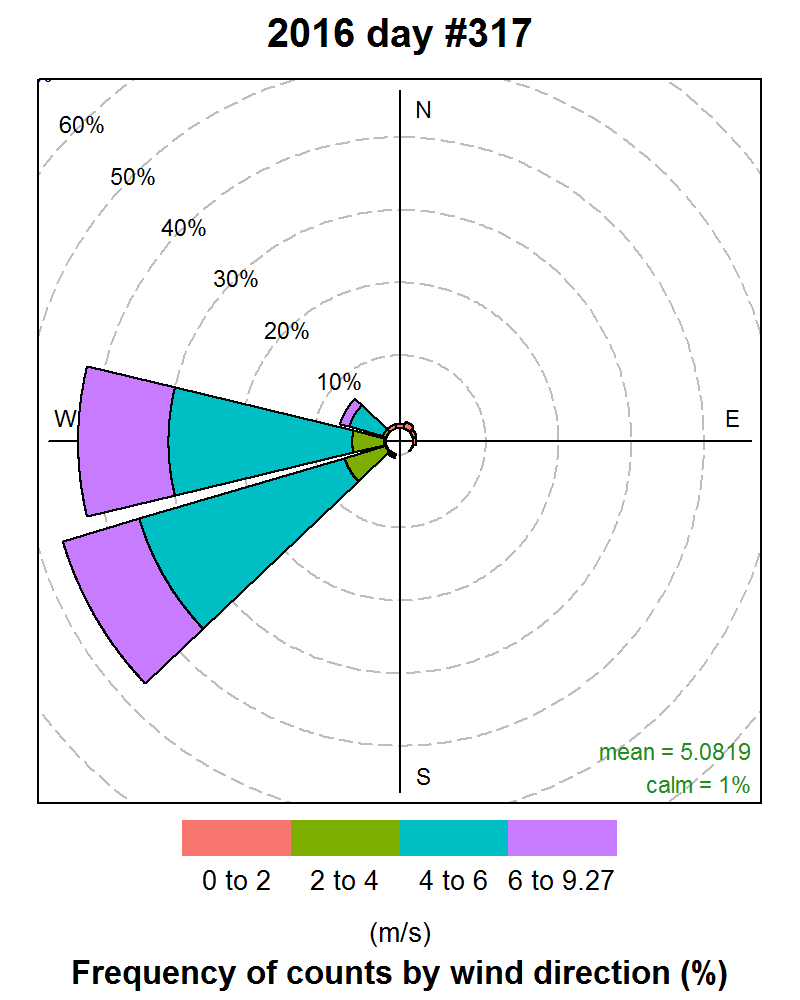 2016 day #317
N
60%
50%
40%
30%
20%
10%
W
E
S
mean = 5.0819
calm = 1%
0 to 2 2 to 4 4 to 6 6 to 9.27
(m/s)
Frequency of counts by wind direction (%)